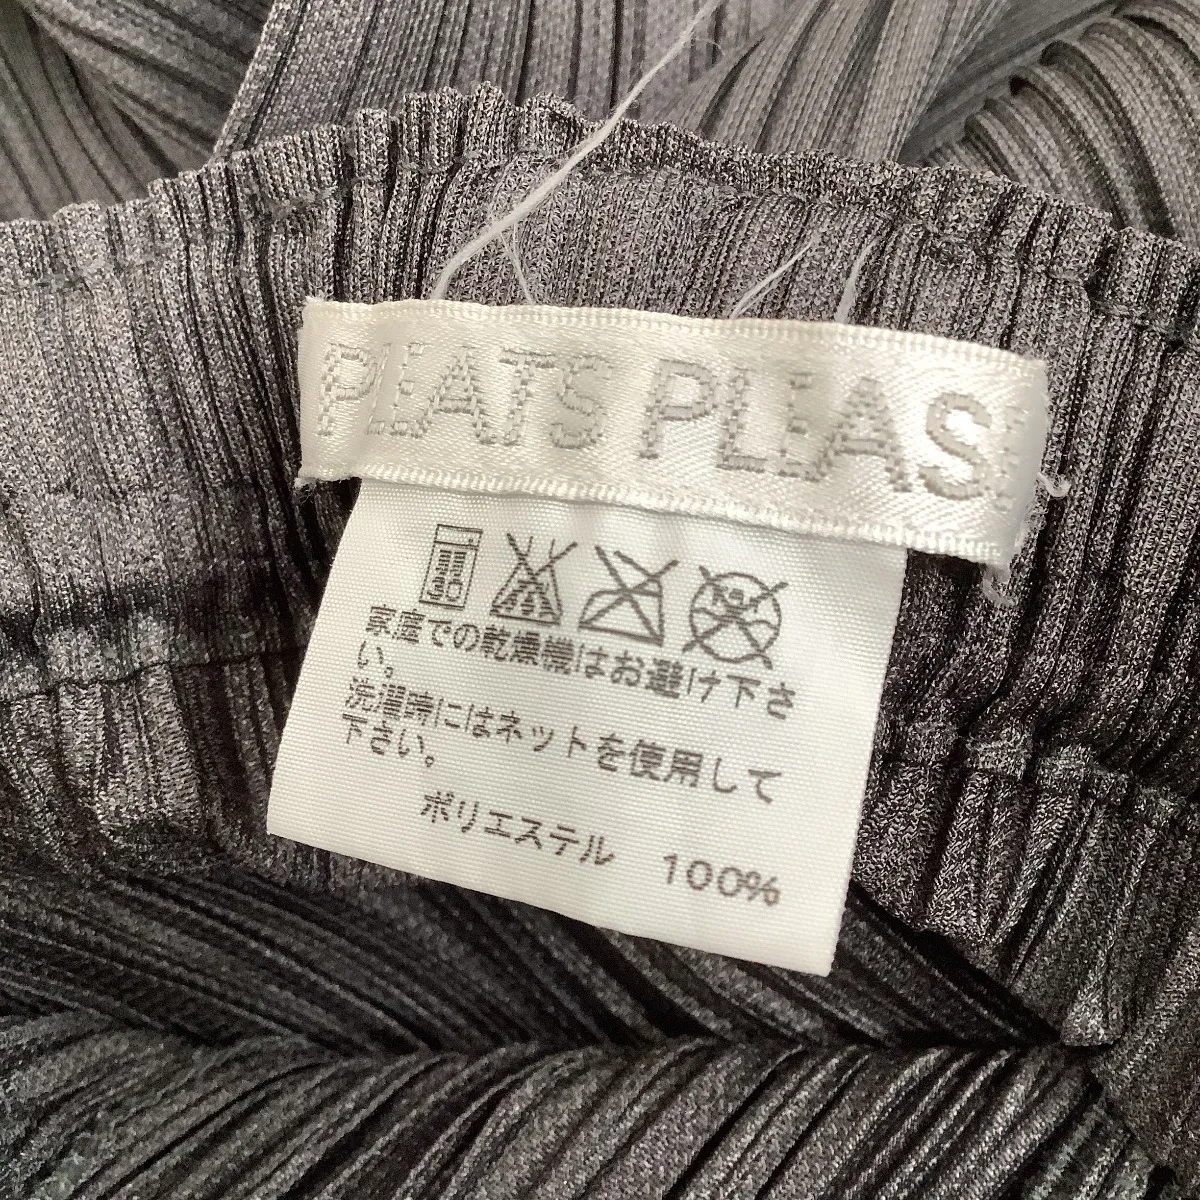 PLEATS PLEASE
家庭での乾燥機はお避け下さ
い。
洗濯時にはネットを使用して
下さい。
ポリエステル 100%